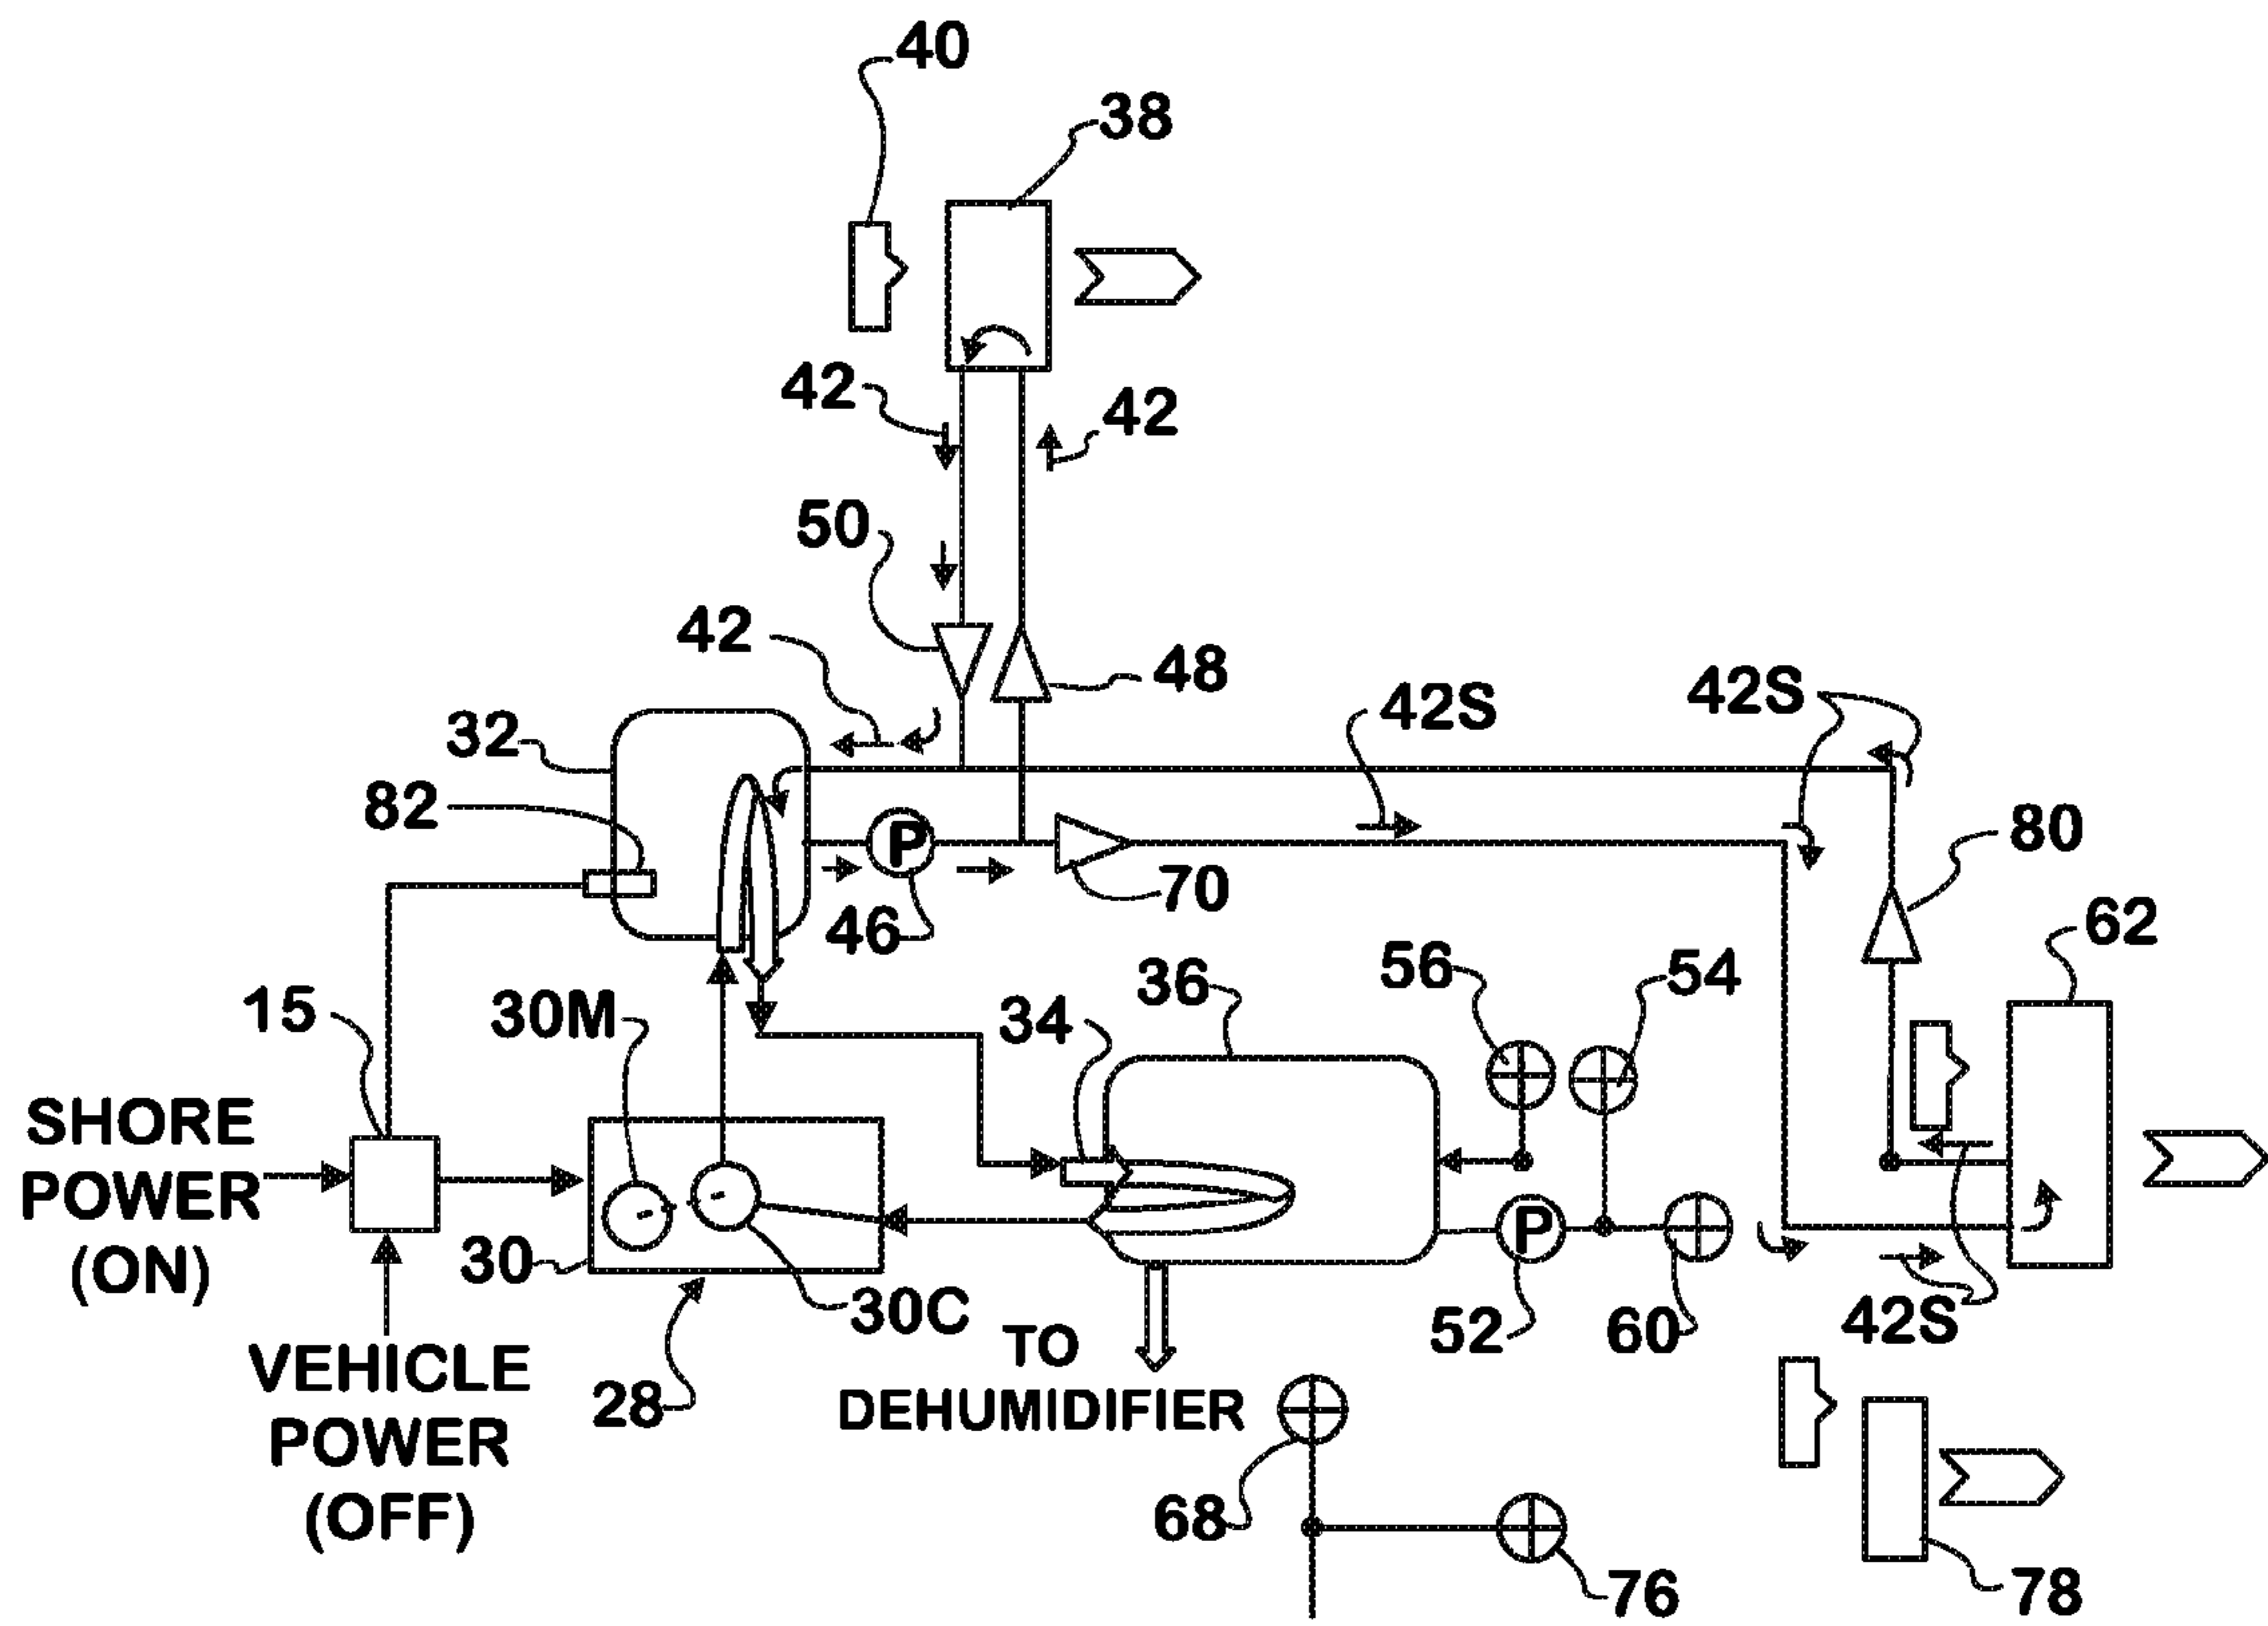 40
38
42
42
50
42
48
42S
42S
32
82
P
80
70
46
62
56
54
36
15
30M
34
SHORE
POWER
(ON)
P
30
30C
52
60
42S
VEHICLE
POWER
(OFF)
28
TO
DEHUMIDIFIER
68
76
78